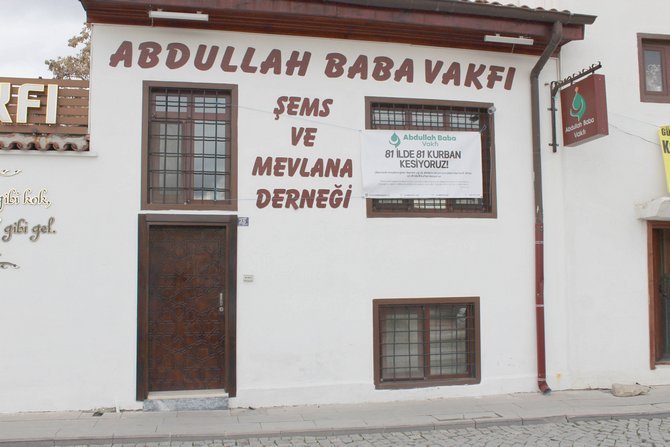 ABDULLAH BABA VAKFI
ŞEMS
VE
MEVLANA
DERNEĞİ
Abdullah Baba
Vakfı
81 İLDE 81 KURBAN
KESİYORUZ!
Abdullah Baba
Vakfı
KFI
gibi kok,
gibi gel.